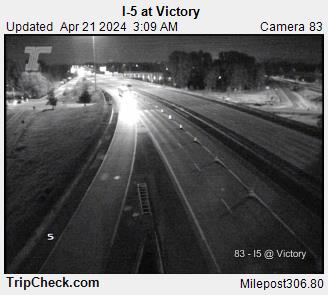 I-5 at Victory
Updated Apr 21 2024 3:09 AM Camera 83
T
S
83 - I5 @ Victory
TripCheck.com Milepost306.80